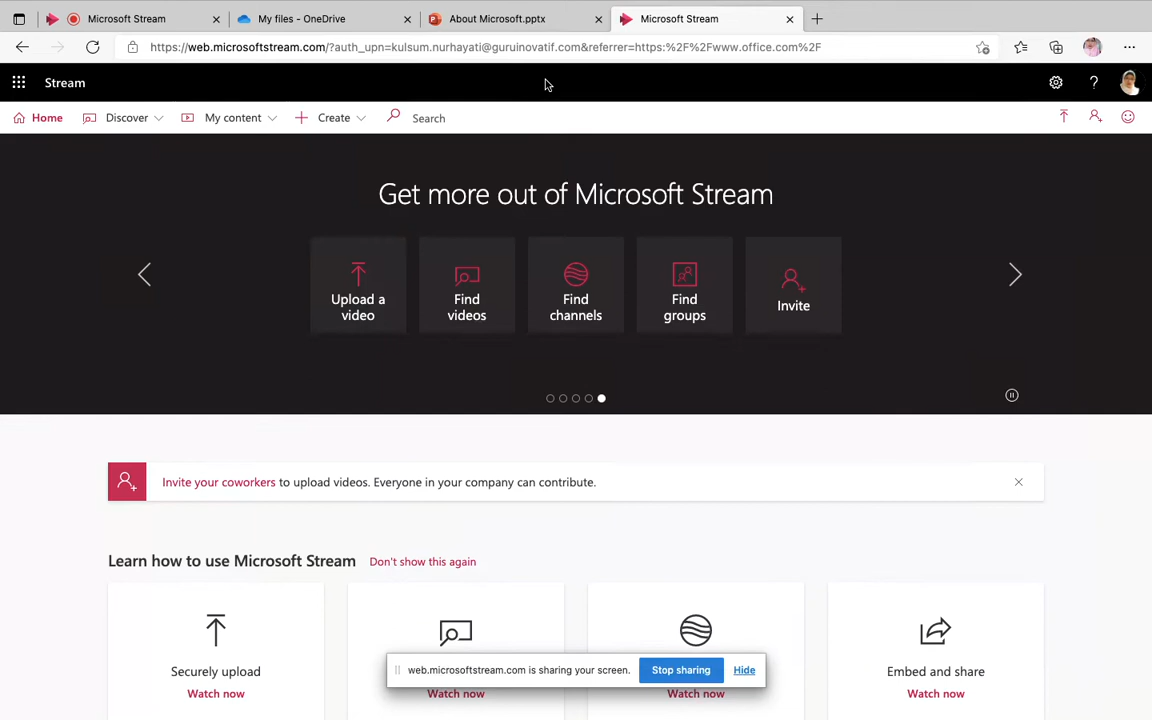 Microsoft Stream
My files - OneDrive
About Microsoft.pptx
Microsoft Stream
https://web.microsoftstream.com/?auth_upn=kulsum.nurhayati@guruinovatif.com&referrer=https:%2F%2Fwww.office.com%2F
Stream
?
Home
Discover
My content
Create
Search
Get more out of Microsoft Stream
Upload a
video
Find
videos
Find
channels
Find
groups
Invite
Invite your coworkers to upload videos. Everyone in your company can contribute.
Learn how to use Microsoft Stream Don't show this again
Securely upload
Watch now
Watch now
Watch now
Embed and share
Watch now
web.microsoftstream.com is sharing your screen. Stop sharing Hide